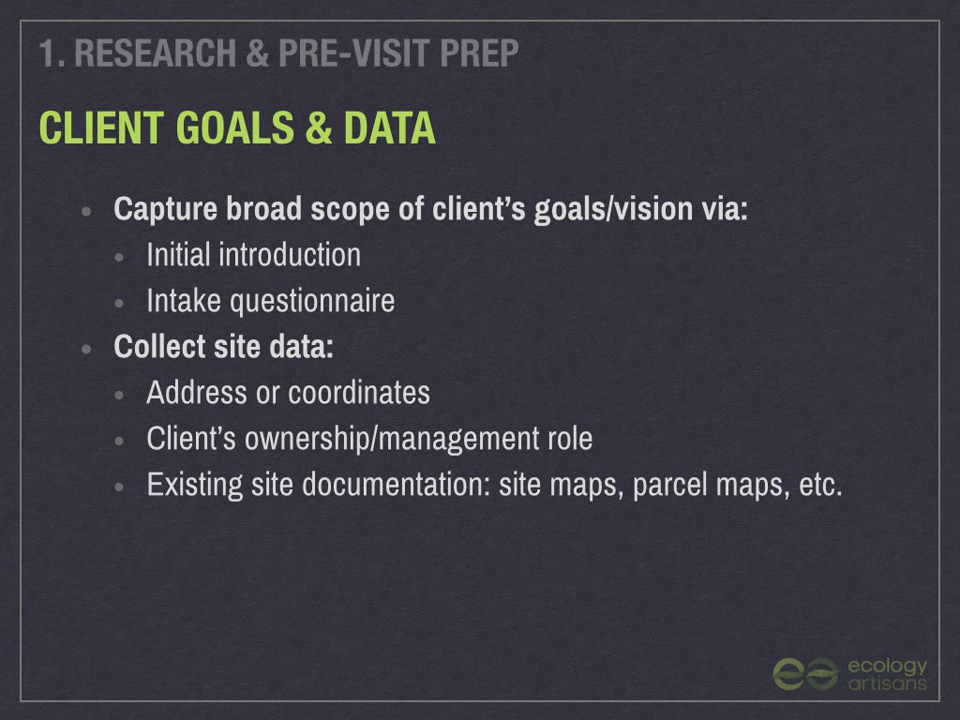 1. RESEARCH & PRE-VISIT PREP
CLIENT GOALS & DATA
• Capture broad scope of client’s goals/vision via:
• Initial introduction
• Intake questionnaire
• Collect site data:
• Address or coordinates
• Client’s ownership/management role
• Existing site documentation: site maps, parcel maps, etc.
ecology
artisans